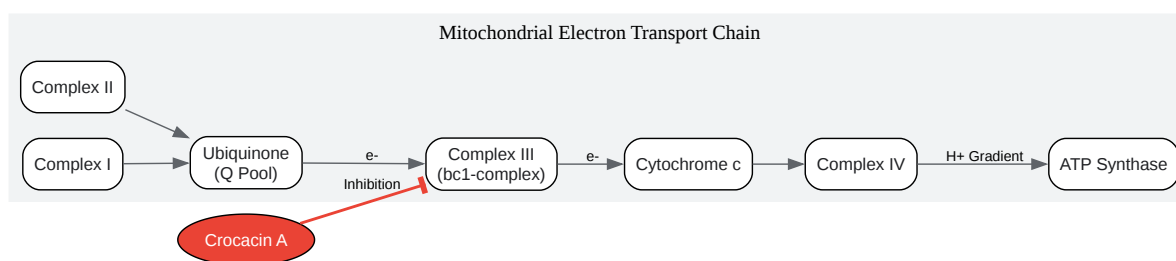 Mitochondrial Electron Transport Chain
Complex II
Complex I
Ubiquinone
(Q Pool)
e-
Complex III
(bc1-complex)
e-
Cytochrome c
Complex IV
H+ Gradient
ATP Synthase
Inhibition
Crocacin A